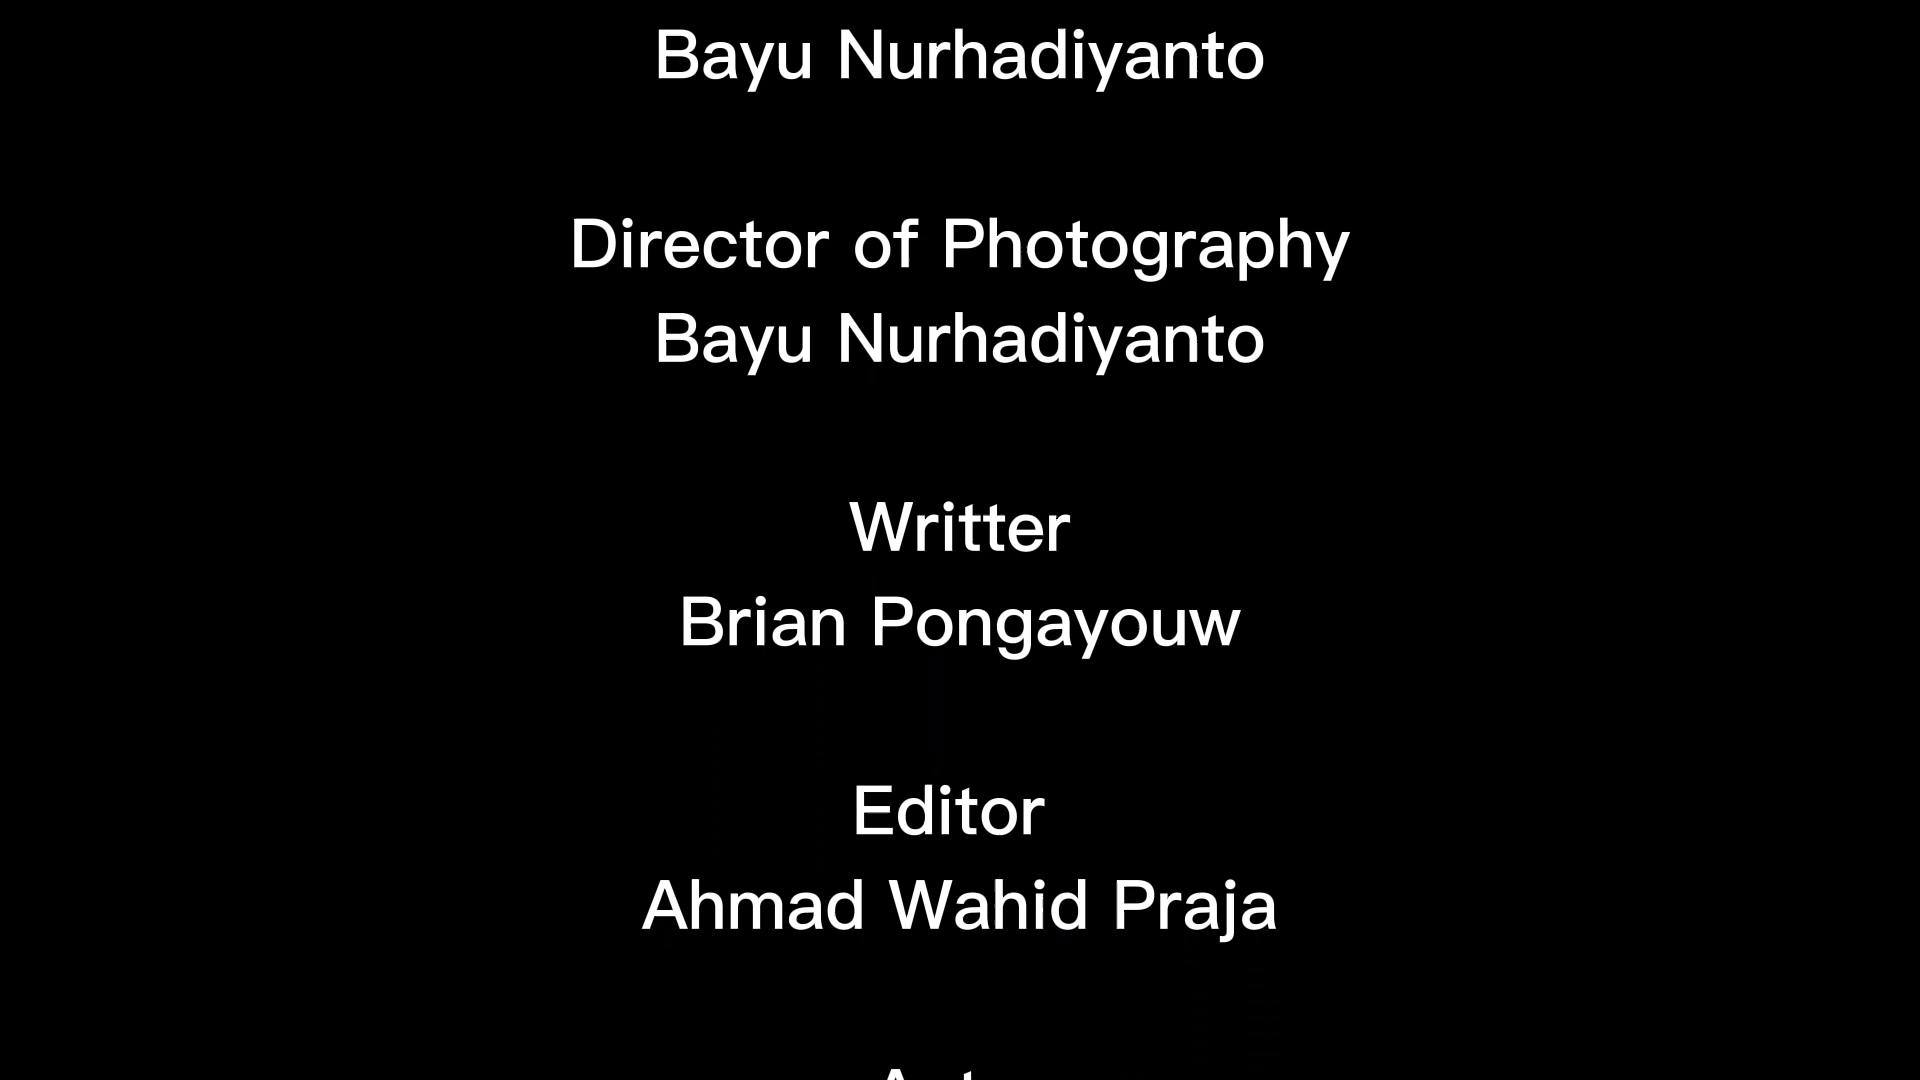 Bayu Nurhadiyanto
Director of Photography
Bayu Nurhadiyanto
Writter
Brian Pongayouw
Editor
Ahmad Wahid Praja